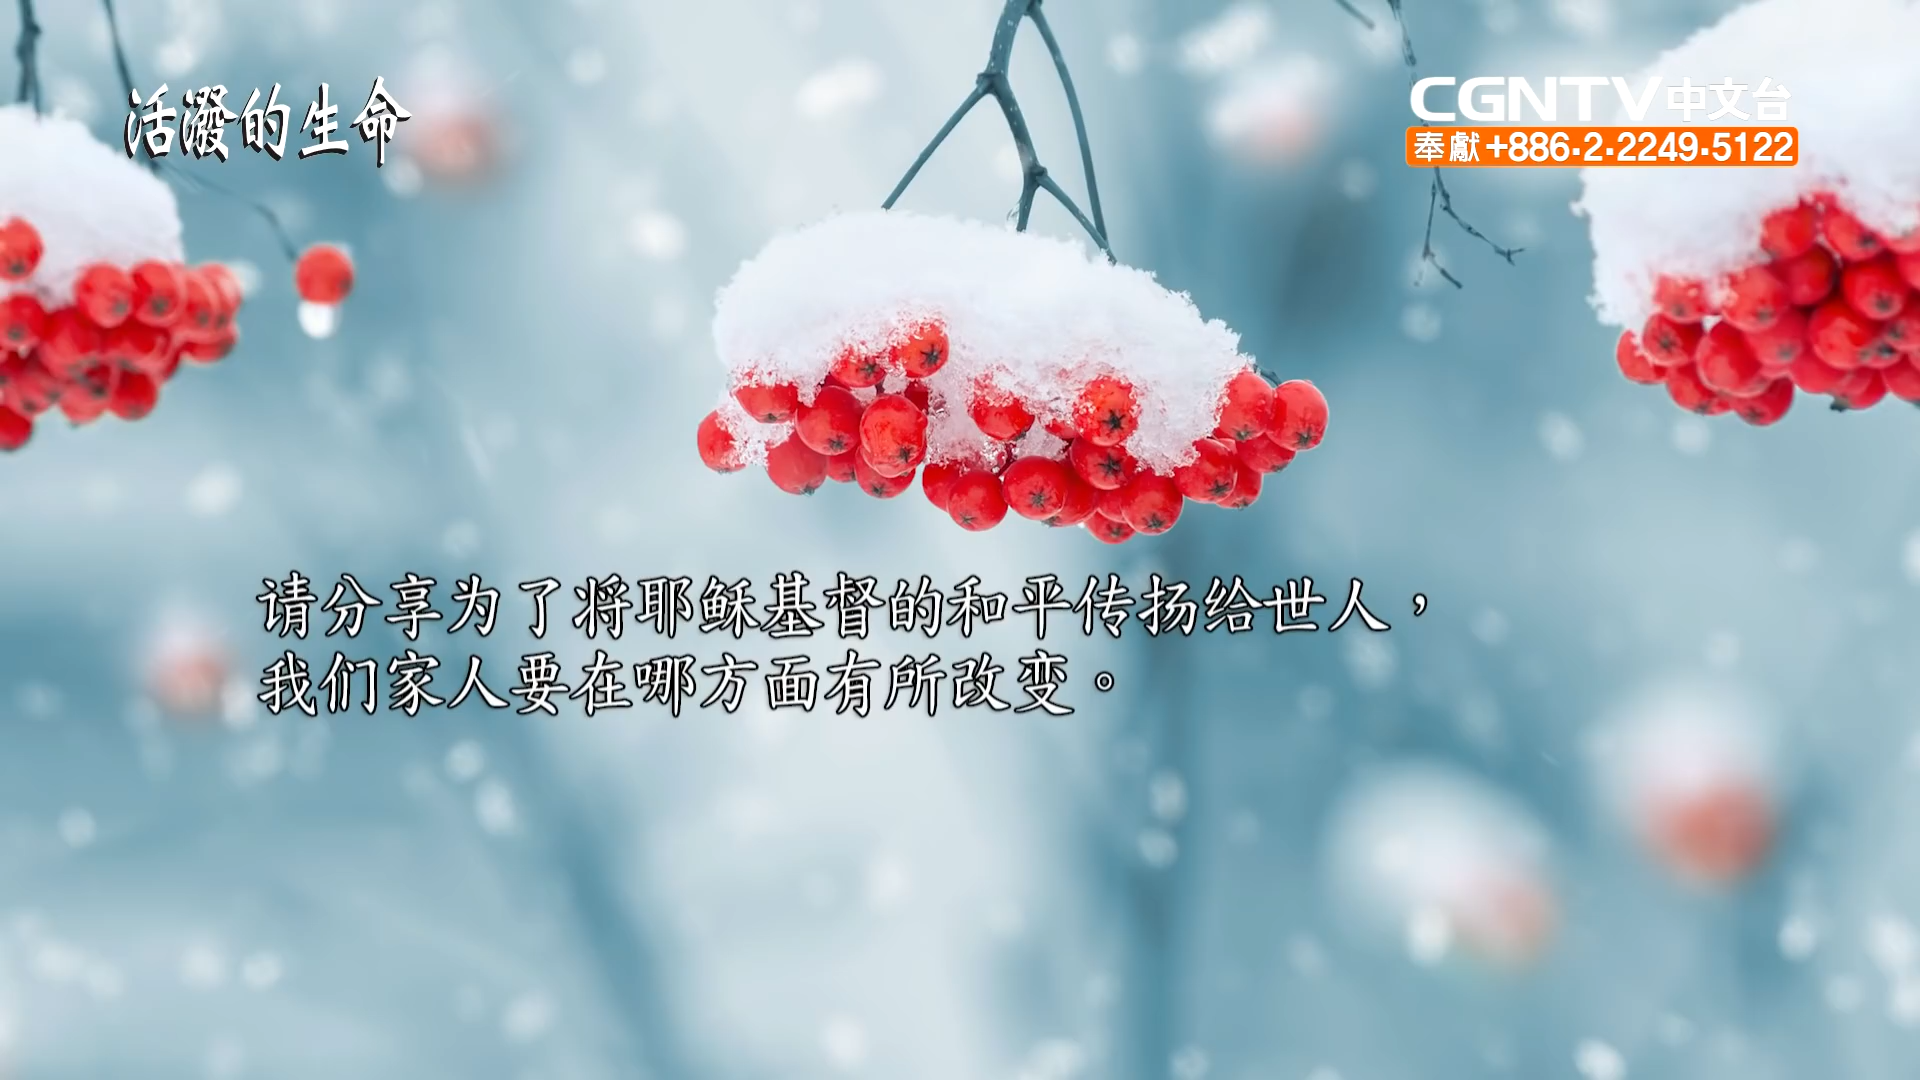 活潑的生命
CGNTV中文台
奉獻 +886·2·2249·5122
请分享为了将耶稣基督的和平传扬给世人，
我们家人要在哪方面有所改变。